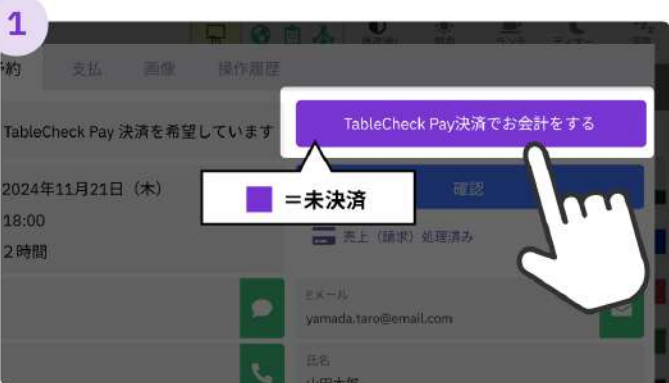 1
予約 支払 画像 操作履歴
TableCheck Pay 決済を希望しています
TableCheck Pay決済でお会計をする
2024年11月21日（木）
確認
=未決済
18:00
売上（請求）処理済み
2時間
Eメール
yamada.taro@email.com
氏名
山田太郎